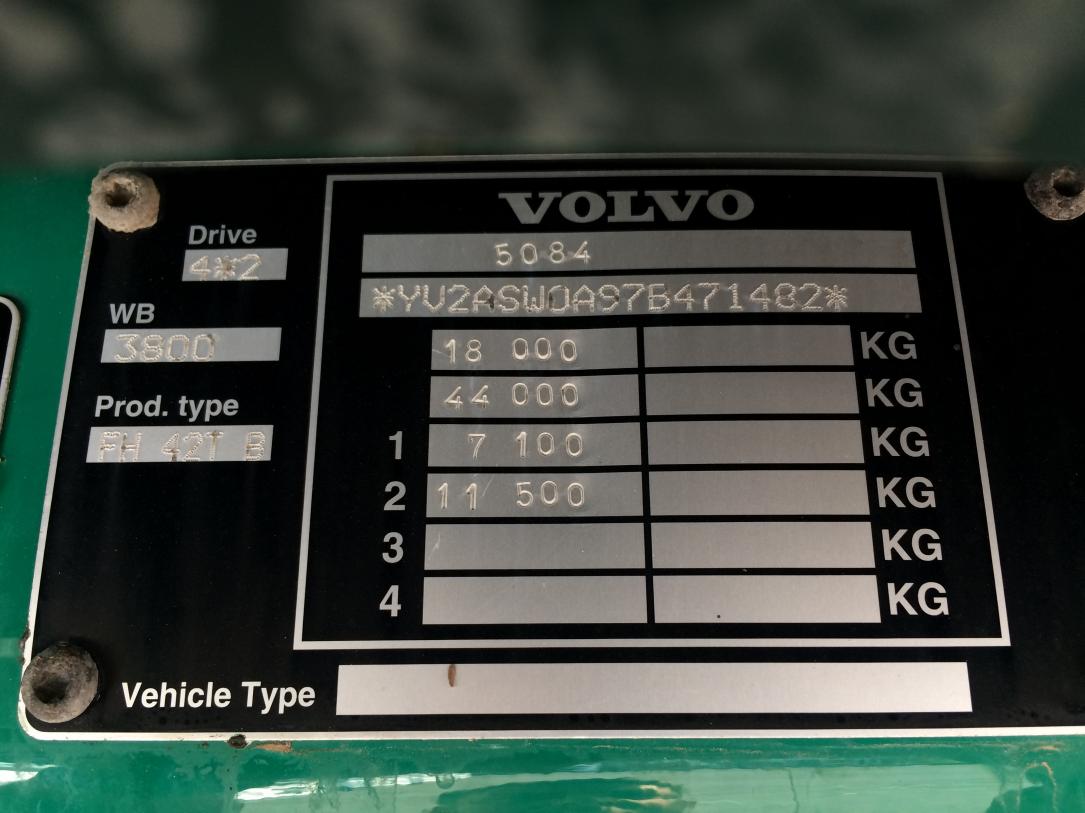 VOLVO
Drive
4*2
5084
*YV2ASW0A97B471482*
WB
3800
18 000 KG
44 000 KG
Prod. type
FH 42T B
1 7 100 KG
2 11 500 KG
3 KG
4 KG
Vehicle Type